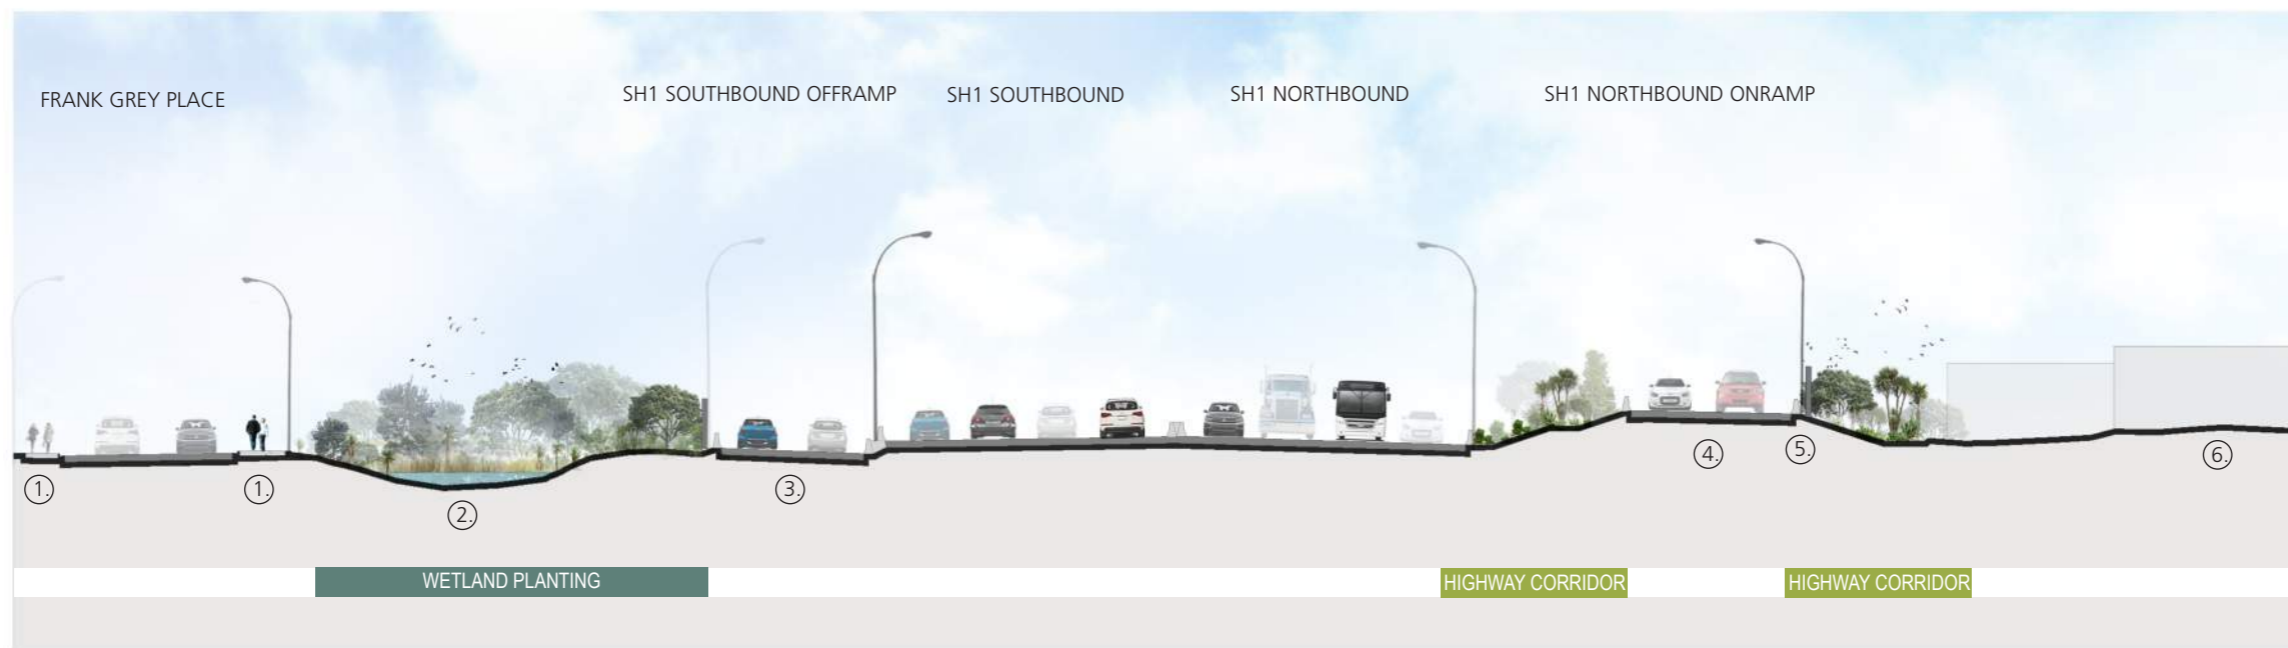 FRANK GREY PLACE
SH1 SOUTHBOUND OFFRAMP
SH1 SOUTHBOUND
SH1 NORTHBOUND
SH1 NORTHBOUND ONRAMP
1.
1.
2.
3.
4.
5.
6.
WETLAND PLANTING
HIGHWAY CORRIDOR
HIGHWAY CORRIDOR